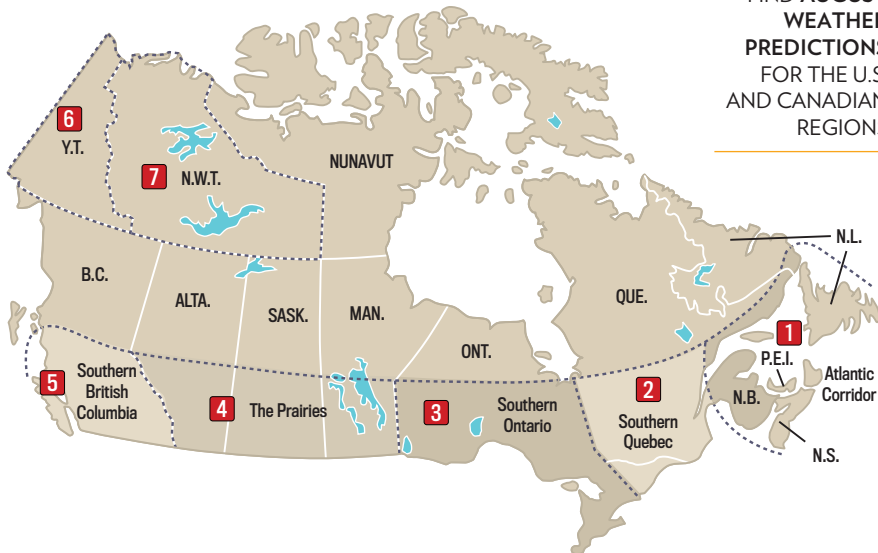 WEATHER
PREDICTIONS
FOR THE U.S
AND CANADIAN
REGION
6
Y.T.
7
N.W.T.
NUNAVUT
N.L.
B.C.
ALTA.
SASK.
MAN.
ONT.
QUE.
1
P.E.I.
Atlantic
Corridor
N.B.
N.S.
5
Southern
British
Columbia
4
The Prairies
3
Southern
Ontario
2
Southern
Quebec